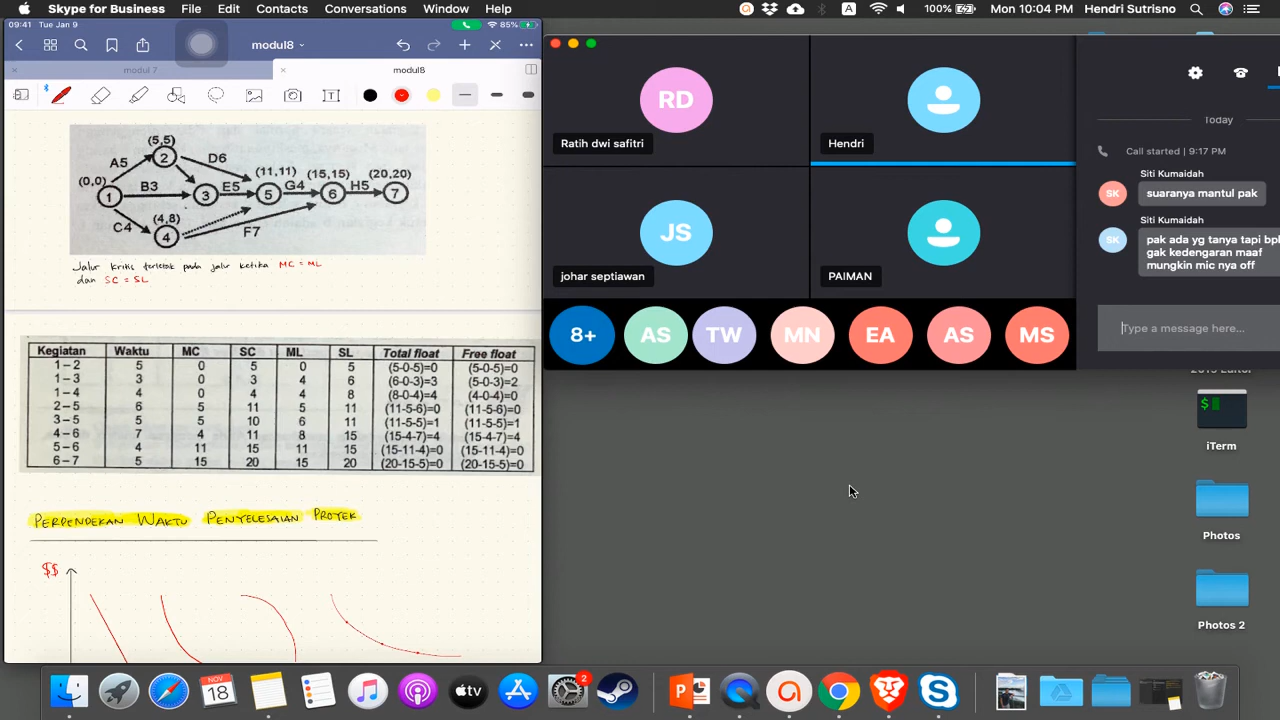 Skype for Business File Edit Contacts Conversations Window Help
100% Mon 10:04 PM Hendri Sutrisno
09:41 Tue Jan 9
85%
modul8
modul 7
modul8
A5
(5,5)
2
D6
(0,0)
1
B3
3
E5
(11,11)
5
G4
(15,15)
6
H5
(20,20)
7
C4
(4,8)
4
F7
Jalur kritis terletak pada jalur ketika MC = ML
dan SC = SL
Kegiatan Waktu MC SC ML SL Total float Free float
1 – 2 5 0 5 0 5 (5-0-5)=0 (5-0-5)=0
1 – 3 3 0 3 4 6 (6-0-3)=3 (5-0-3)=2
1 – 4 4 0 4 4 8 (8-0-4)=4 (4-0-4)=0
2 – 5 6 5 11 5 11 (11-5-6)=0 (11-5-6)=0
3 – 5 5 5 10 6 11 (11-5-5)=1 (11-5-5)=1
4 – 6 7 4 11 8 15 (15-4-7)=4 (15-4-7)=4
5 – 6 4 11 15 11 15 (15-11-4)=0 (15-11-4)=0
6 – 7 5 15 20 15 20 (20-15-5)=0 (20-15-5)=0
PERPENDEKAN WAKTU PENYELESAIAN PROYEK
$$
RD
Ratih dwi safitri
Hendri
JS
johar septiawan
PAIMAN
8+ AS TW MN EA AS MS
Today
Call started | 9:17 PM
Siti Kumaidah
SK
suaranya mantul pak
Siti Kumaidah
SK
pak ada yg tanya tapi bpk
gak kedengaran maaf
mungkin mic nya off
Type a message here...
2019 Editor
$
iTerm
Photos
Photos 2
NOV
18
2